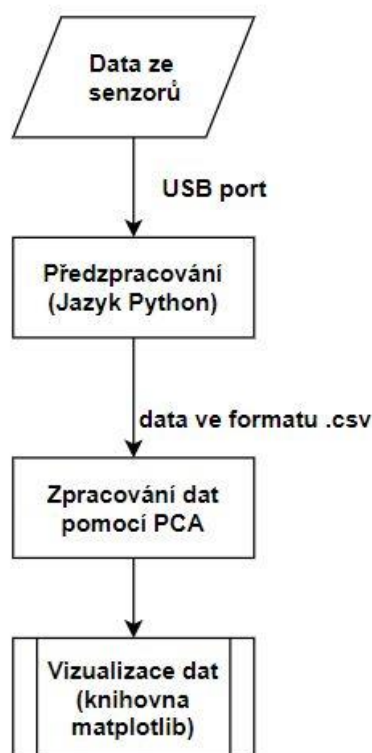 Data ze
senzorů
USB port
Předzpracování
(Jazyk Python)
data ve formatu .csv
Zpracování dat
pomocí PCA
Vizualizace dat
(knihovna
matplotlib)